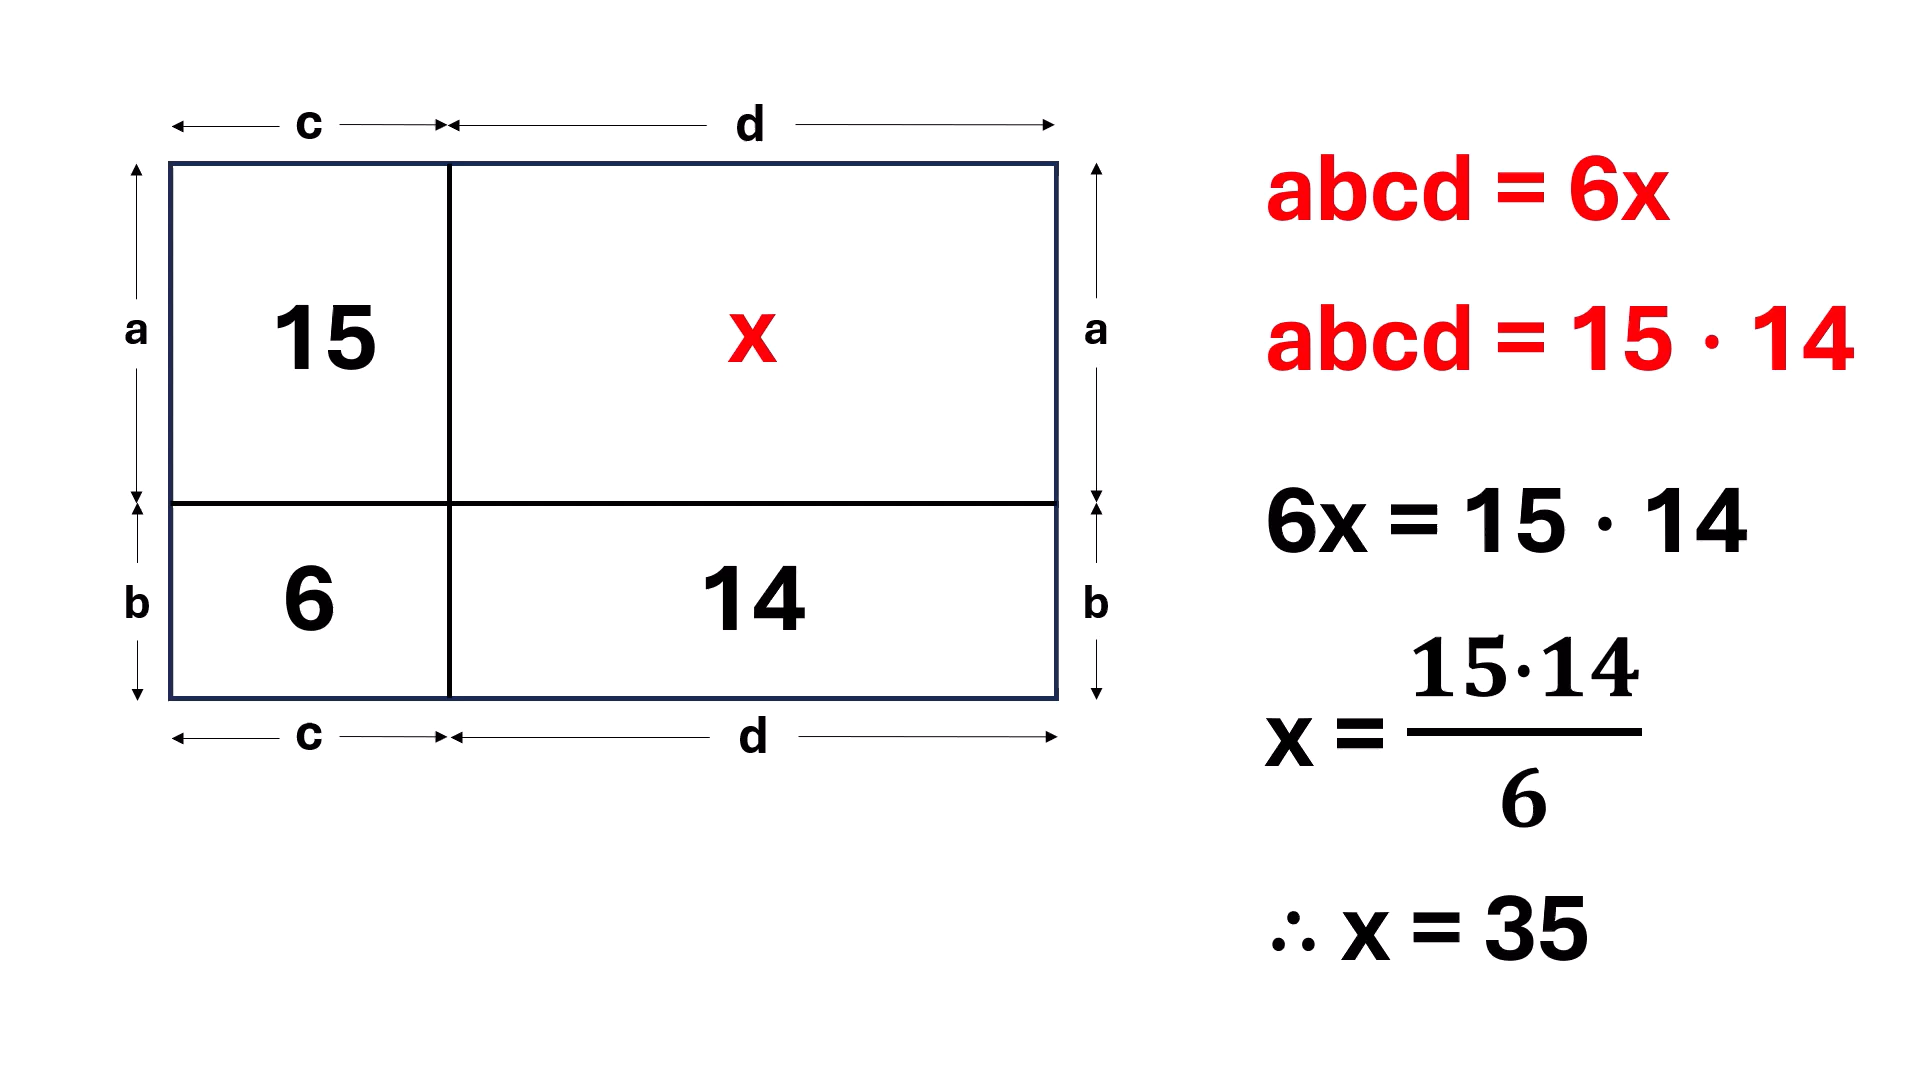 c d
a 15 x a
b 6 14 b
c d
abcd = 6x
abcd = 15 · 14
6x = 15 · 14
x = 15·14
6
∴ x = 35